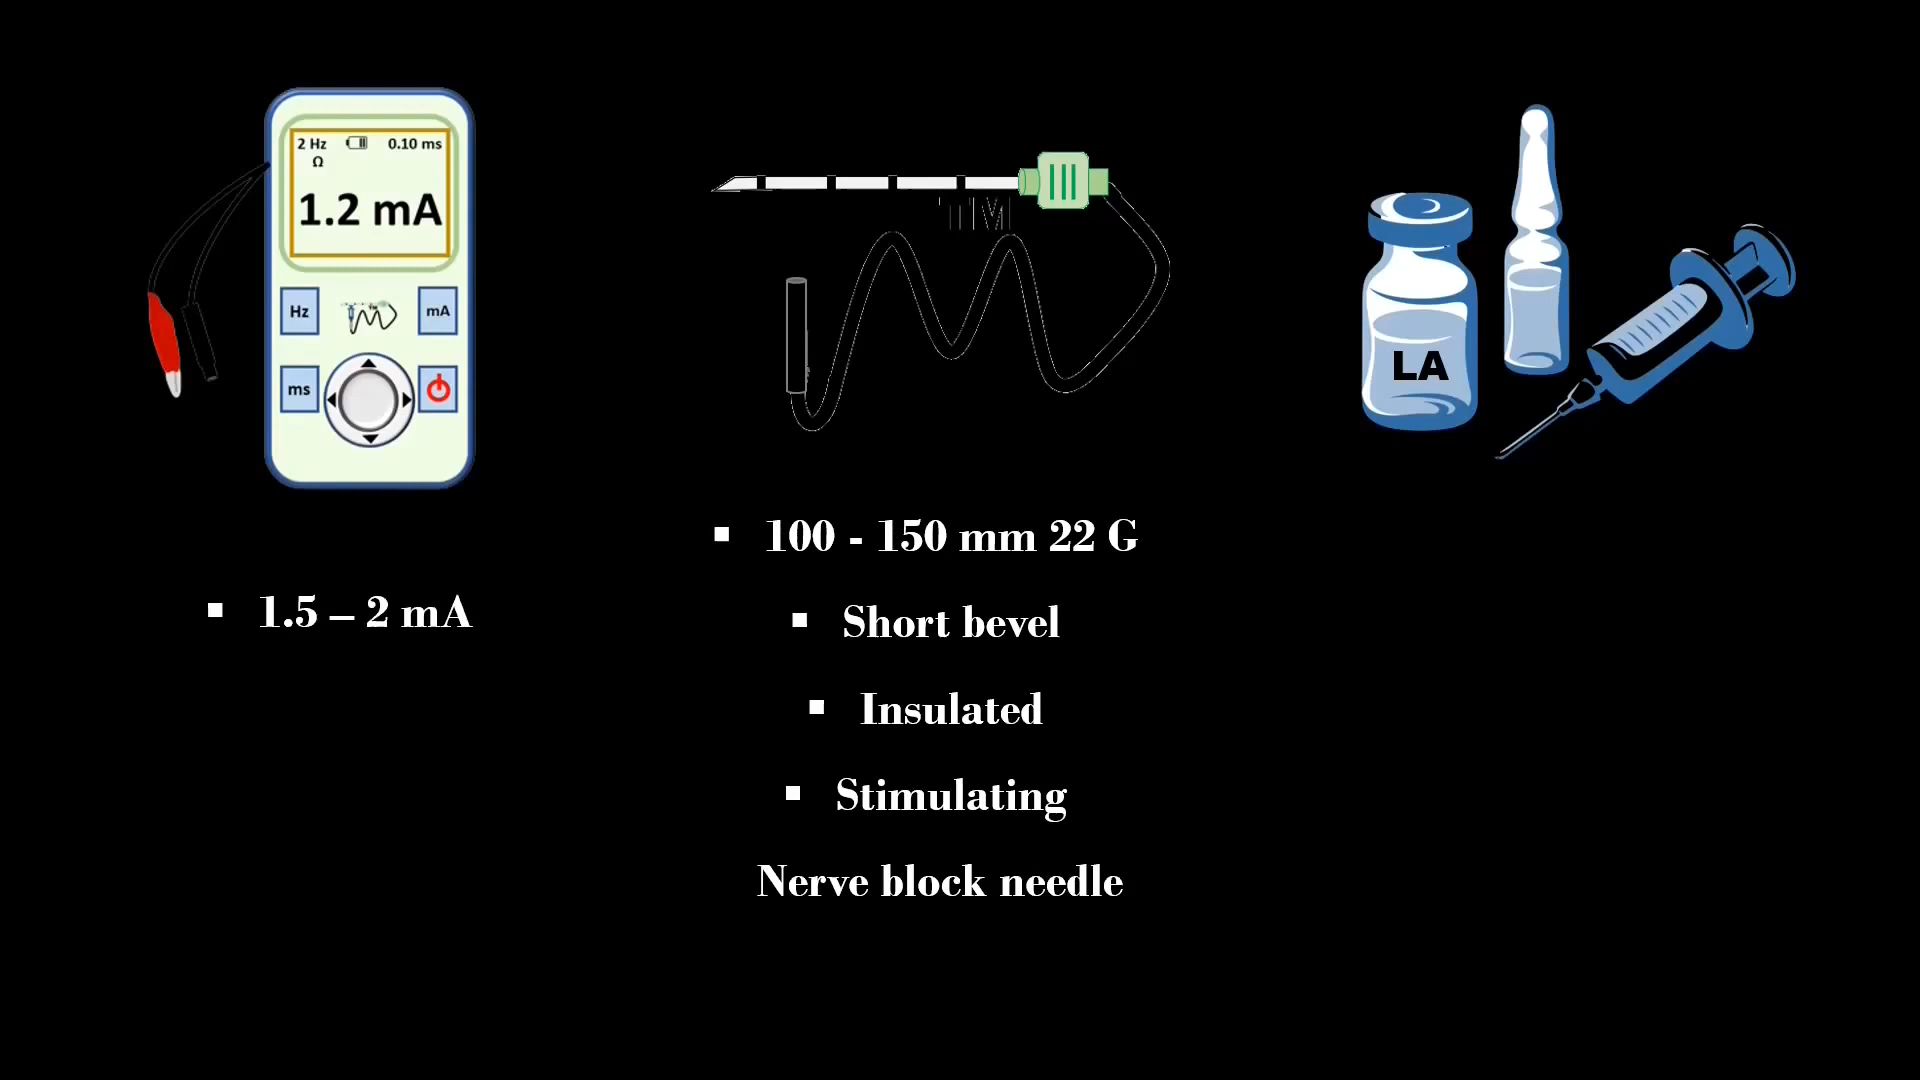 2 Hz 0.10 ms
Ω
1.2 mA
Hz mA
ms
TM
LA
▪ 1.5 – 2 mA
▪ 100 - 150 mm 22 G
▪ Short bevel
▪ Insulated
▪ Stimulating
Nerve block needle